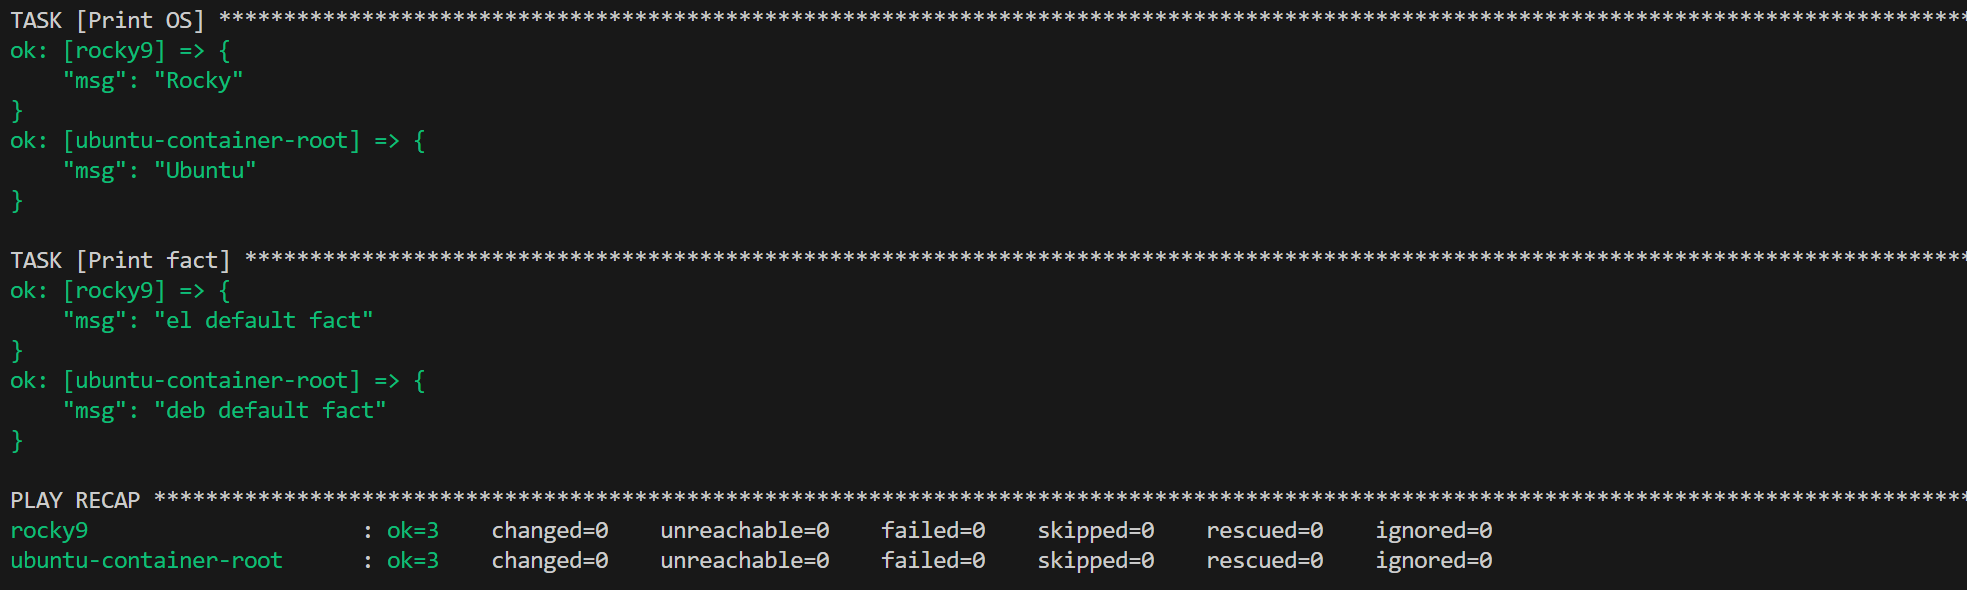 TASK [Print OS] **************************************************************************************************************************************
ok: [rocky9] => {
    "msg": "Rocky"
}
ok: [ubuntu-container-root] => {
    "msg": "Ubuntu"
}
TASK [Print fact] ************************************************************************************************************************************
ok: [rocky9] => {
    "msg": "el default fact"
}
ok: [ubuntu-container-root] => {
    "msg": "deb default fact"
}
PLAY RECAP *******************************************************************************************************************************************
rocky9                     : ok=3    changed=0    unreachable=0    failed=0    skipped=0    rescued=0    ignored=0
ubuntu-container-root      : ok=3    changed=0    unreachable=0    failed=0    skipped=0    rescued=0    ignored=0